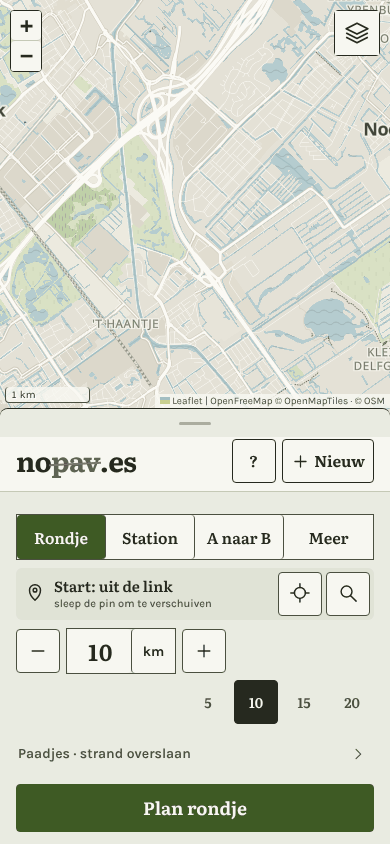 +
−
No
'T HAANTJE
KLE
DELFG
1 km
Leaflet | OpenFreeMap © OpenMapTiles · © OSM
nopav.es
?
+ Nieuw
Rondje
Station
A naar B
Meer
Start: uit de link
sleep de pin om te verschuiven
− 10 km +
5 10 15 20
Paadjes · strand overslaan
Plan rondje